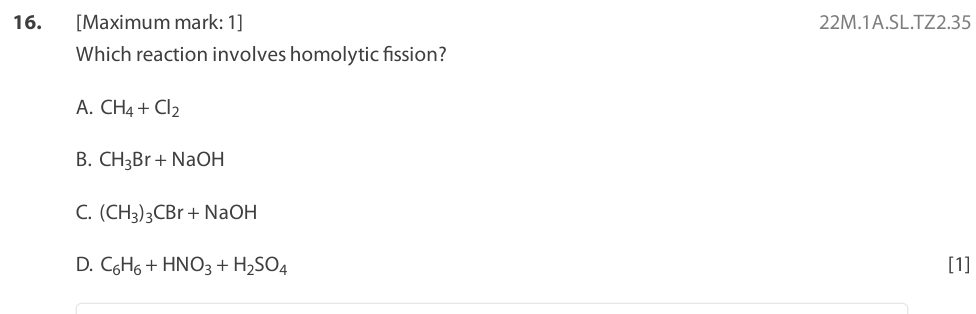 16. [Maximum mark: 1] 22M.1A.SL.TZ2.35
Which reaction involves homolytic fission?
A. CH₄ + Cl₂
B. CH₃Br + NaOH
C. (CH₃)₃CBr + NaOH
D. C₆H₆ + HNO₃ + H₂SO₄ [1]